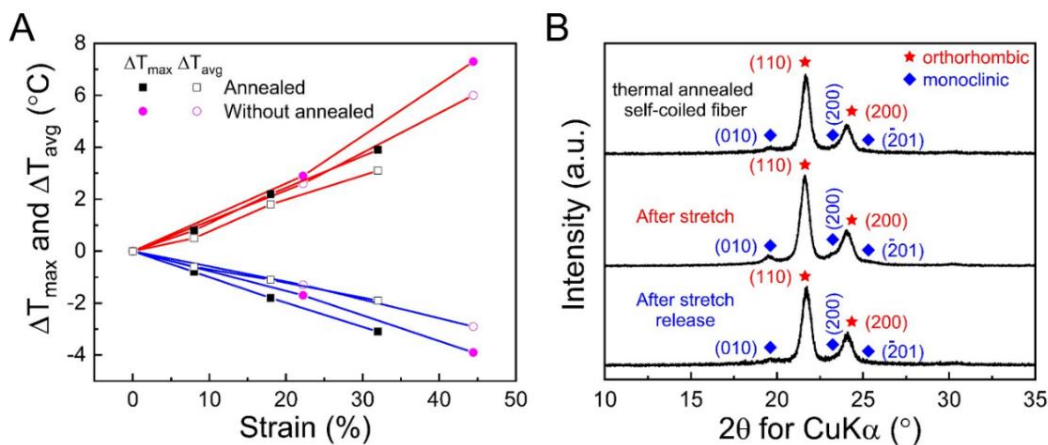 A
ΔTmax and ΔTavg (°C)
8
6
4
2
0
-2
-4
0 10 20 30 40 50
Strain (%)
ΔTmax ΔTavg
Annealed
Without annealed
B
Intensity (a.u.)
★ orthorhombic
◆ monoclinic
thermal annealed
self-coiled fiber
(010)
(110)
(200)
(200)
(2̄01)
After stretch
(010)
(110)
(200)
(200)
(2̄01)
After stretch
release
(010)
(110)
(200)
(200)
(2̄01)
10 15 20 25 30 35
2θ for CuKα (°)